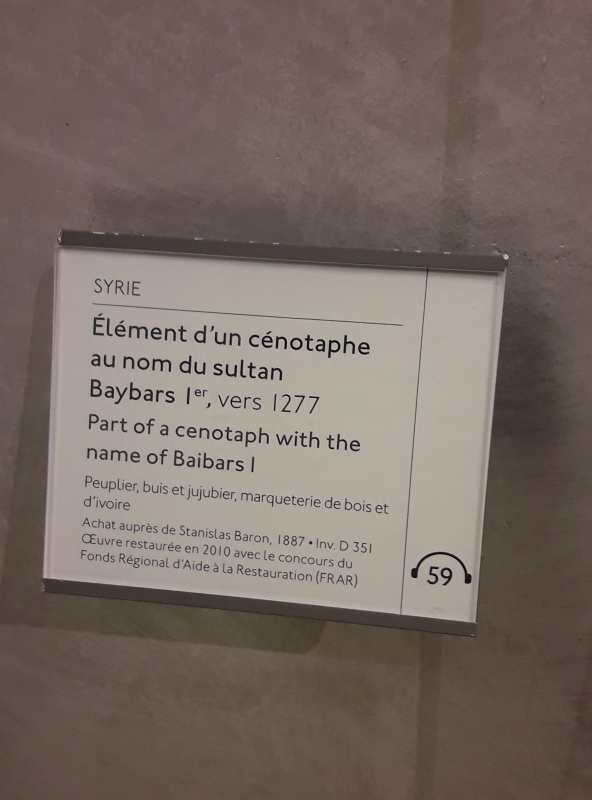 SYRIE
Élément d'un cénotaphe
au nom du sultan
Baybars Iᵉʳ, vers 1277
Part of a cenotaph with the
name of Baibars I
Peuplier, buis et jujubier, marqueterie de bois et
d'ivoire
Achat auprès de Stanislas Baron, 1887 • Inv. D 351
Œuvre restaurée en 2010 avec le concours du
Fonds Régional d'Aide à la Restauration (FRAR)
59